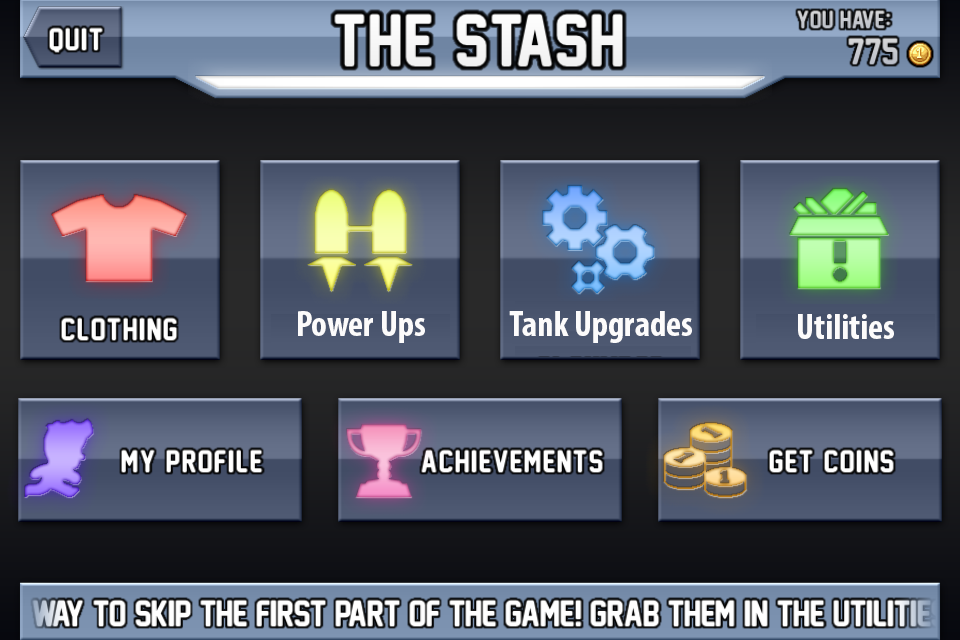 QUIT
THE STASH
YOU HAVE:
775
CLOTHING
Power Ups
Tank Upgrades
Utilities
MY PROFILE
ACHIEVEMENTS
GET COINS
WAY TO SKIP THE FIRST PART OF THE GAME! GRAB THEM IN THE UTILITIE